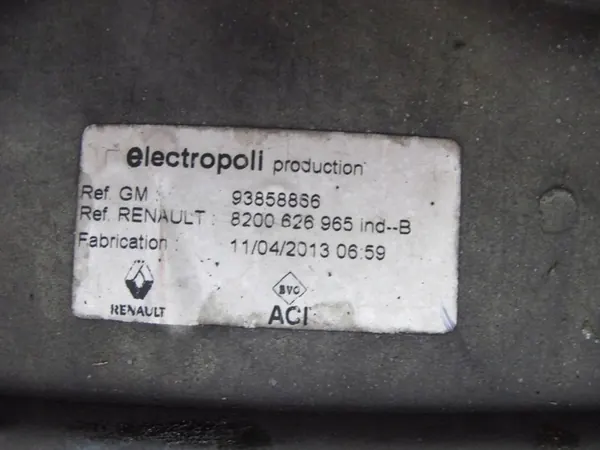 electropoli production
Ref. GM : 93858866
Ref. RENAULT : 8200 626 965 ind--B
Fabrication : 11/04/2013 06:59
BVC
RENAULT ACI